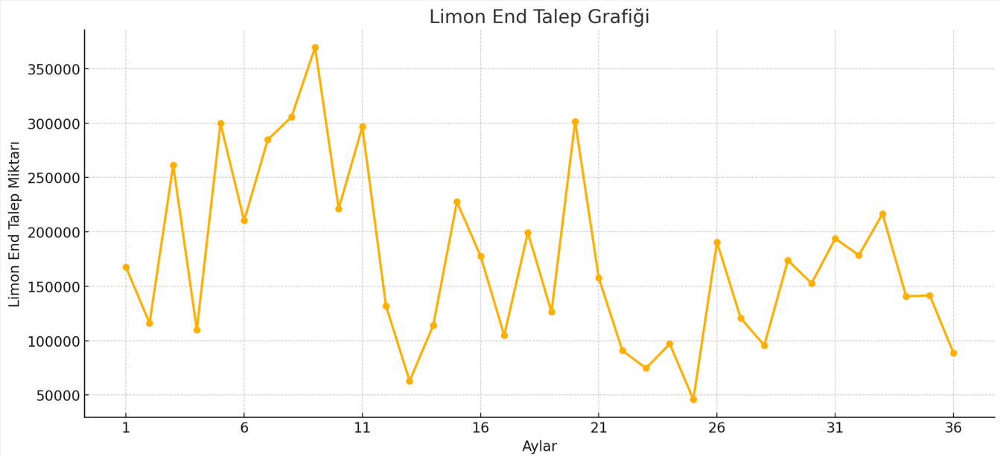 Limon End Talep Grafiği
Limon End Talep Miktarı
350000
300000
250000
200000
150000
100000
50000
1 6 11 16 21 26 31 36
Aylar